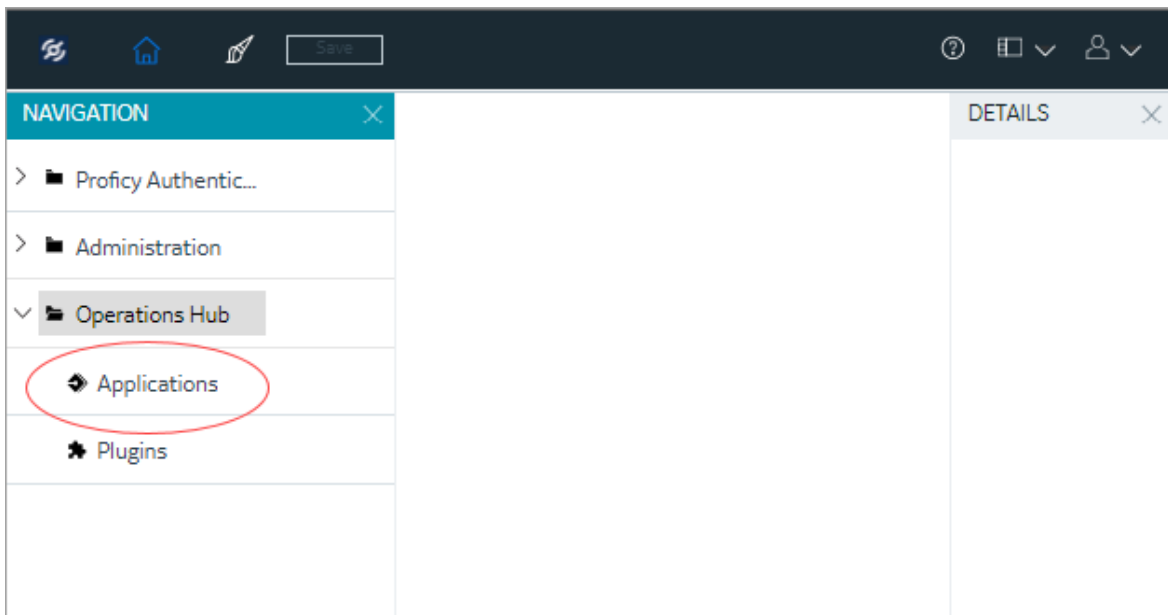 Save
NAVIGATION
DETAILS
Proficy Authentic...
Administration
Operations Hub
Applications
Plugins